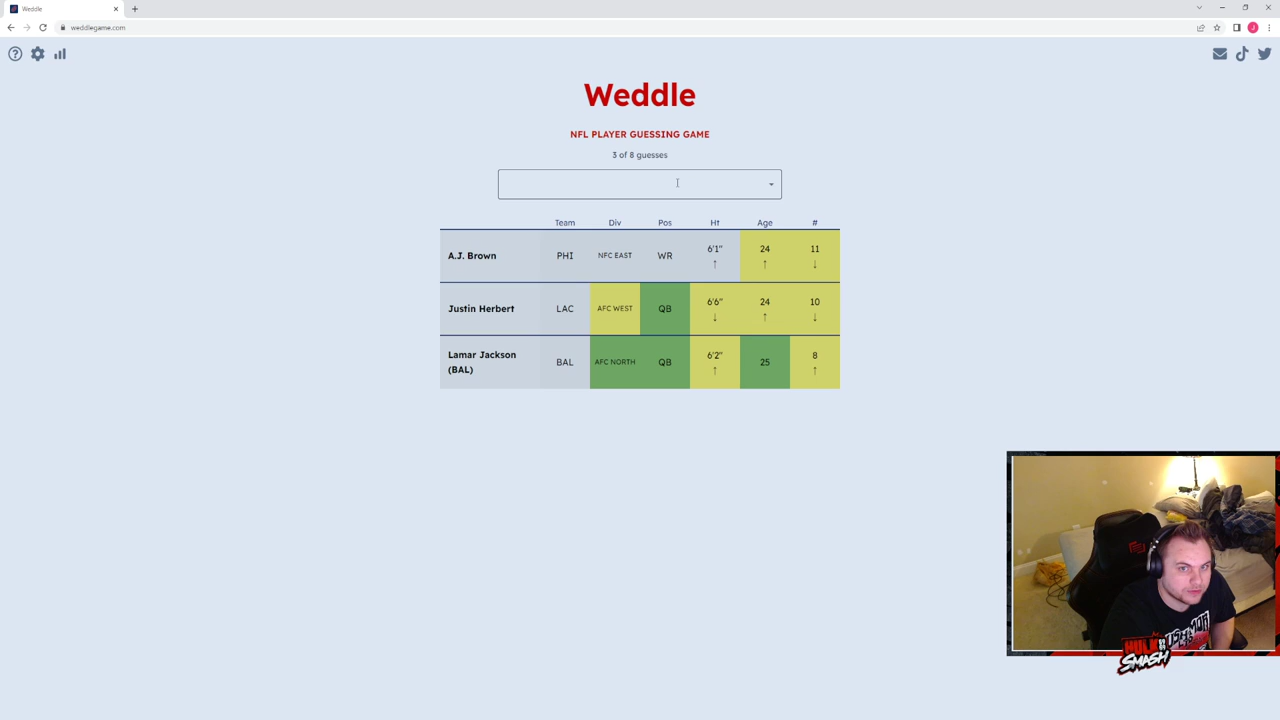 Weddle
weddlegame.com
J
Weddle
NFL PLAYER GUESSING GAME
3 of 8 guesses
Team Div Pos Ht Age #
A.J. Brown PHI NFC EAST WR 6'1" ↑ 24 ↑ 11 ↓
Justin Herbert LAC AFC WEST QB 6'6" ↓ 24 ↑ 10 ↓
Lamar Jackson
(BAL) BAL AFC NORTH QB 6'2" ↑ 25 8 ↑
HULK
SMASH